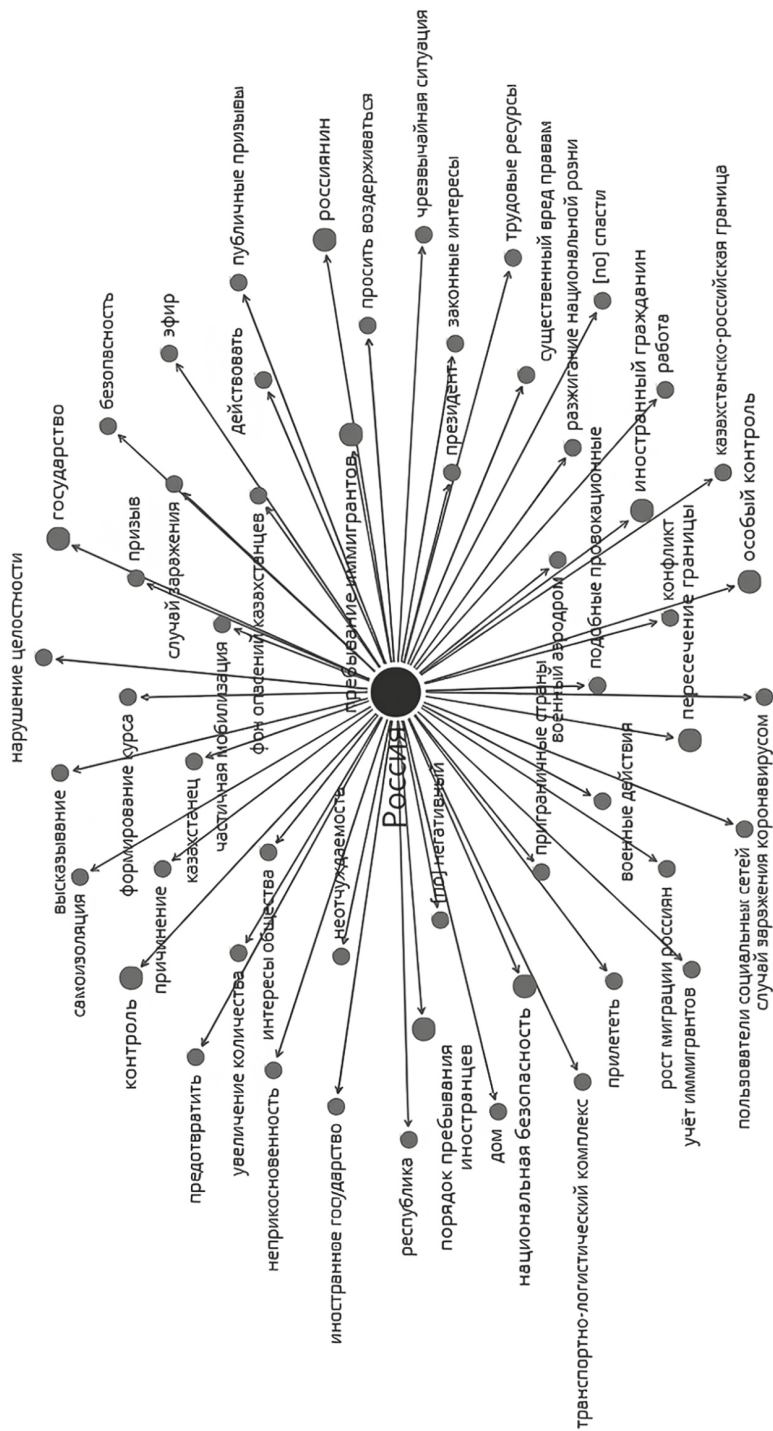 нарушение целостности
государство
безопасность
эфир
публичные призывы
россиянин
просить воздерживаться
чрезвычайная ситуация
законные интересы
трудовые ресурсы
существенный вред правам
разжигание национальной розни
[по] спасти
иностранный гражданин
работа
казахстанско-российская граница
особый контроль
конфликт
пересечение границы
подобные провокационные
военный аэродром
приграничные страны
президент
пребывание иммигрантов
действовать
фон опасений казахстанцев
случай заражения
призыв
частичная мобилизация
казахстанец
формирование курса
высказывание
самоизоляция
причинение
контроль
интересы общества
увеличение количества
предотвратить
неприкосновенность
неотчуждаемость
иностранное государство
Россия
республика
[по] негативный
порядок пребывания
иностранцев
дом
национальная безопасность
транспортно-логистический комплекс
прилететь
военные действия
рост миграции россиян
учёт иммигрантов
пользователи социальных сетей
случай заражения коронавирусом